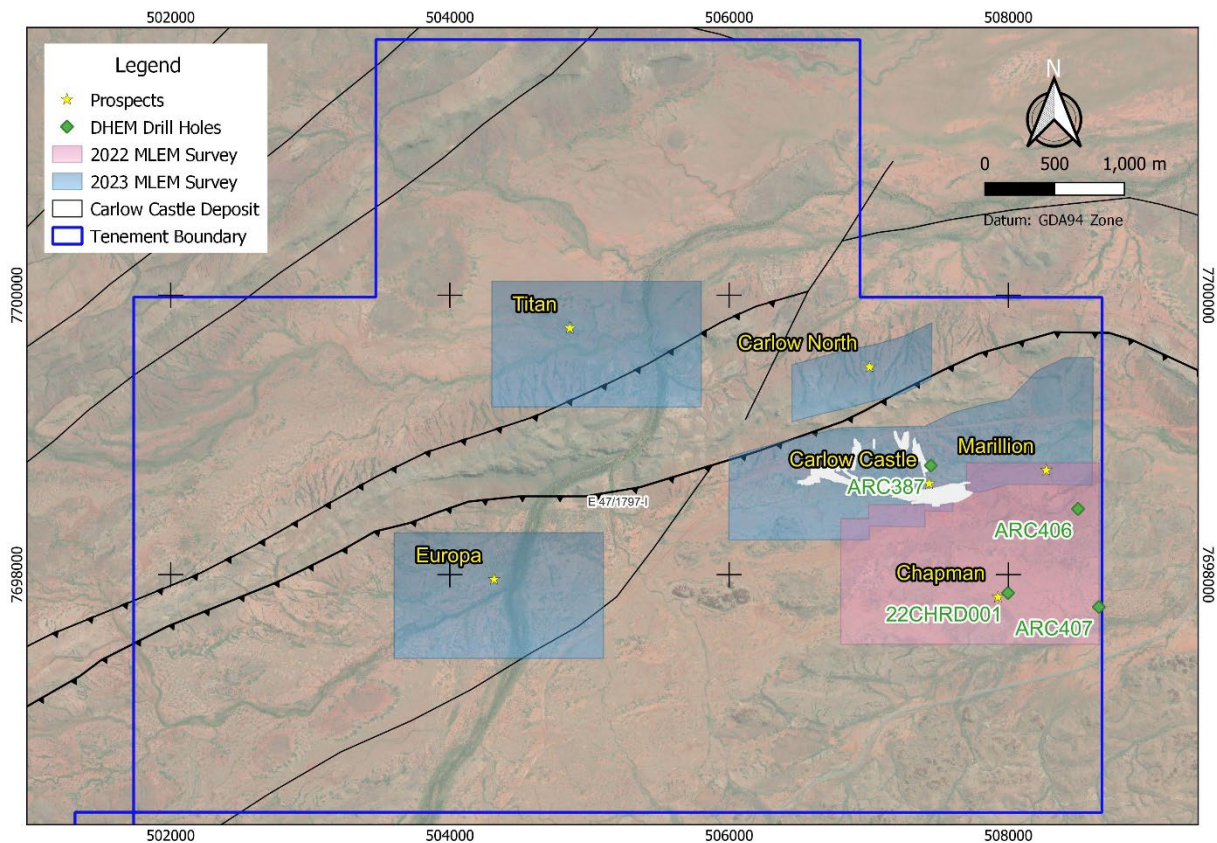 502000
504000
506000
508000
Legend
Prospects
DHEM Drill Holes
2022 MLEM Survey
2023 MLEM Survey
Carlow Castle Deposit
Tenement Boundary
N
0 500 1,000 m
Datum: GDA94 Zone
7700000
7700000
Titan
Carlow North
Marillion
Carlow Castle
ARC387
E 47/1797-I
ARC406
Europa
7698000
7698000
Chapman
22CHRD001
ARC407
502000
504000
506000
508000